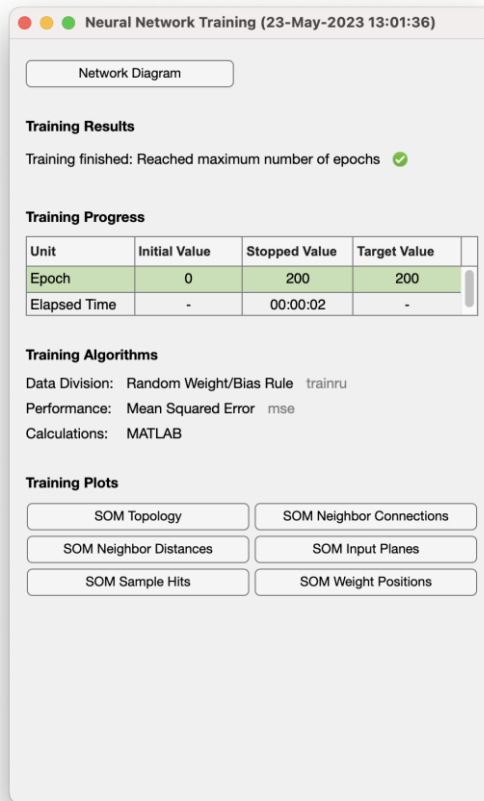 Neural Network Training (23-May-2023 13:01:36)
Network Diagram
Training Results
Training finished: Reached maximum number of epochs
Training Progress
Unit Initial Value Stopped Value Target Value
Epoch 0 200 200
Elapsed Time - 00:00:02 -
Training Algorithms
Data Division: Random Weight/Bias Rule trainru
Performance: Mean Squared Error mse
Calculations: MATLAB
Training Plots
SOM Topology SOM Neighbor Connections
SOM Neighbor Distances SOM Input Planes
SOM Sample Hits SOM Weight Positions